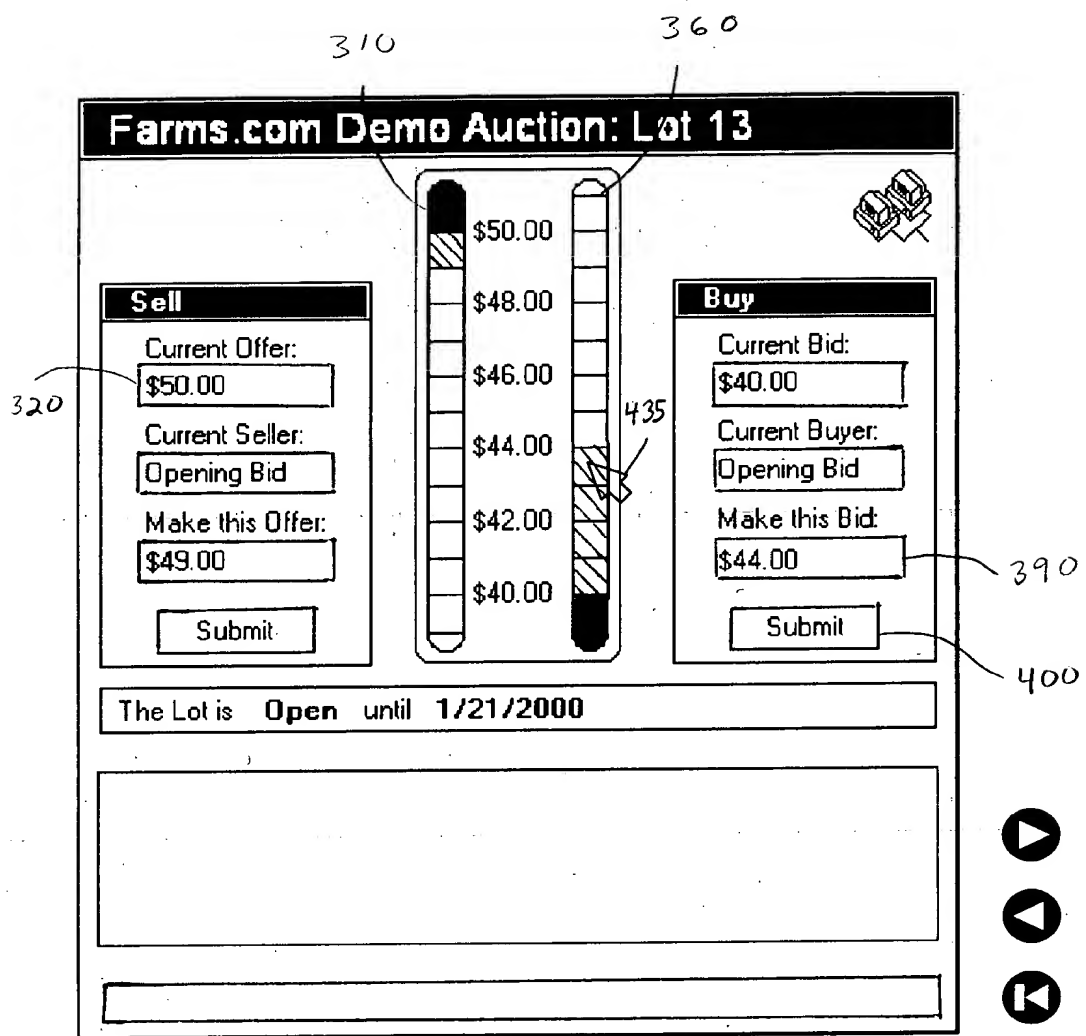 310
360
Farms.com Demo Auction: Lot 13
$50.00
$48.00
$46.00
$44.00
$42.00
$40.00
435
Sell
Current Offer:
$50.00
320
Current Seller:
Opening Bid
Make this Offer:
$49.00
Submit
Buy
Current Bid:
$40.00
Current Buyer:
Opening Bid
Make this Bid:
$44.00
390
Submit
400
The Lot is Open until 1/21/2000